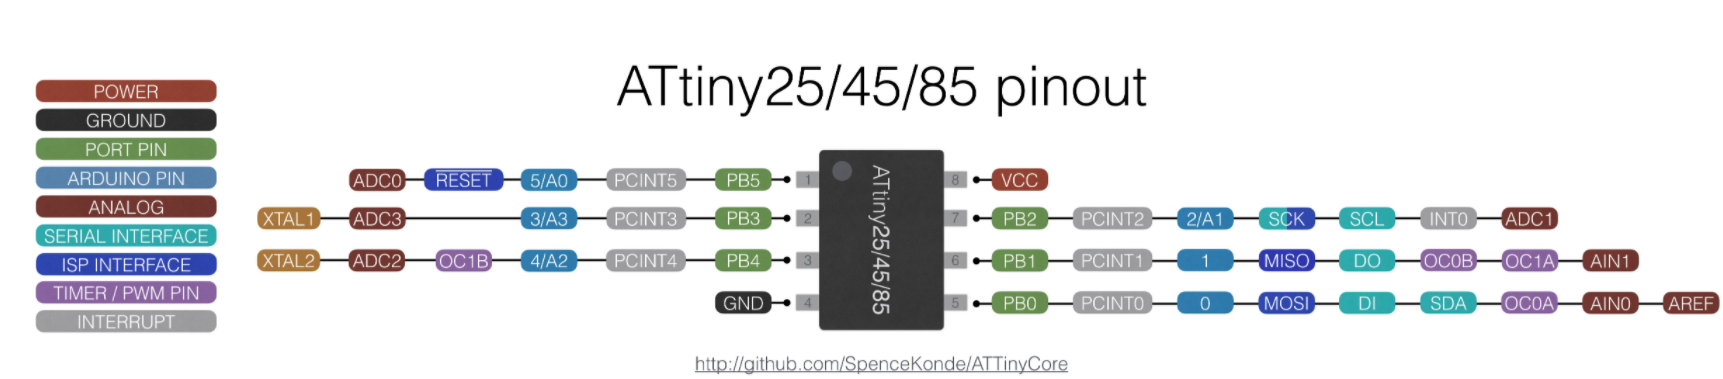 ATtiny25/45/85 pinout
POWER
GROUND
PORT PIN
ARDUINO PIN
ANALOG
SERIAL INTERFACE
ISP INTERFACE
TIMER / PWM PIN
INTERRUPT
ADC0 RESET 5/A0 PCINT5 PB5 1
XTAL1 ADC3 3/A3 PCINT3 PB3 2
XTAL2 ADC2 OC1B 4/A2 PCINT4 PB4 3
GND 4
ATtiny25/45/85
8 VCC
7 PB2 PCINT2 2/A1 SCK SCL INT0 ADC1
6 PB1 PCINT1 1 MISO DO OC0B OC1A AIN1
5 PB0 PCINT0 0 MOSI DI SDA OC0A AIN0 AREF
http://github.com/SpenceKonde/ATTinyCore